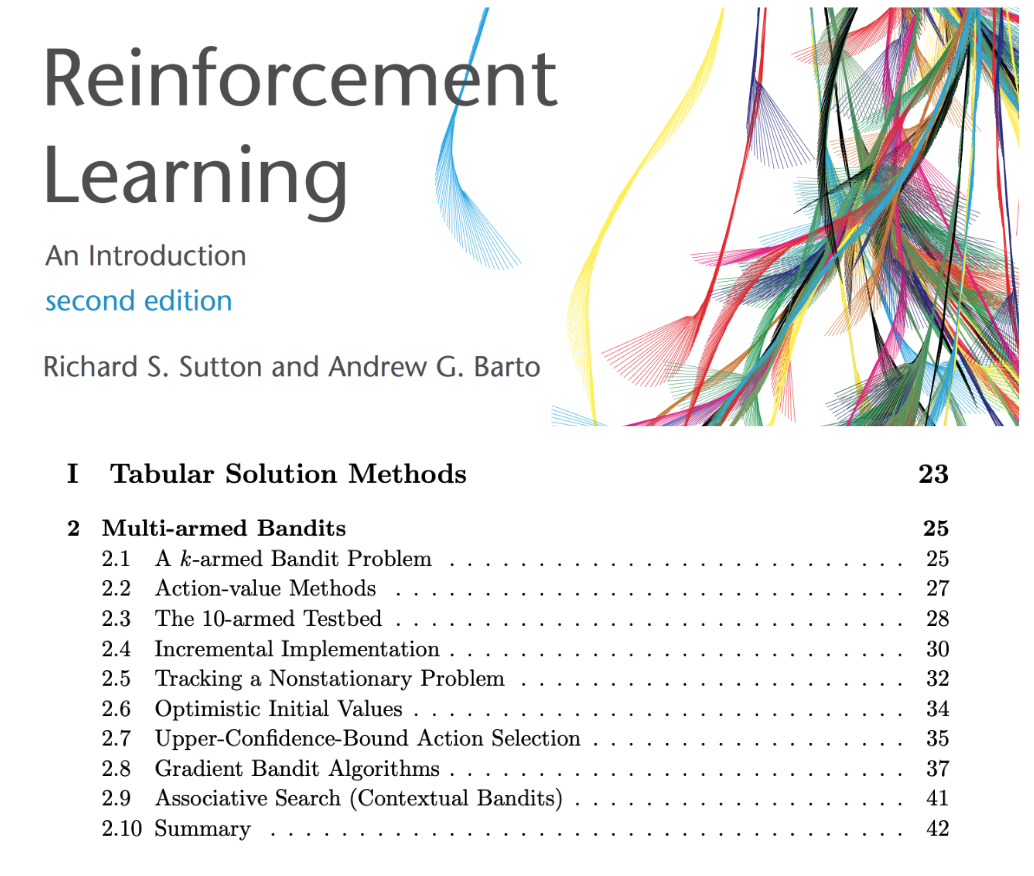 Reinforcement
Learning
An Introduction
second edition
Richard S. Sutton and Andrew G. Barto
I Tabular Solution Methods 23
2 Multi-armed Bandits 25
2.1 A k-armed Bandit Problem . . . . . . . . . . . . . . . . . . . . . . . . . . 25
2.2 Action-value Methods . . . . . . . . . . . . . . . . . . . . . . . . . . . . . 27
2.3 The 10-armed Testbed . . . . . . . . . . . . . . . . . . . . . . . . . . . . . 28
2.4 Incremental Implementation . . . . . . . . . . . . . . . . . . . . . . . . . . 30
2.5 Tracking a Nonstationary Problem . . . . . . . . . . . . . . . . . . . . . . 32
2.6 Optimistic Initial Values . . . . . . . . . . . . . . . . . . . . . . . . . . . . 34
2.7 Upper-Confidence-Bound Action Selection . . . . . . . . . . . . . . . . . . 35
2.8 Gradient Bandit Algorithms . . . . . . . . . . . . . . . . . . . . . . . . . . 37
2.9 Associative Search (Contextual Bandits) . . . . . . . . . . . . . . . . . . . 41
2.10 Summary . . . . . . . . . . . . . . . . . . . . . . . . . . . . . . . . . . . . 42